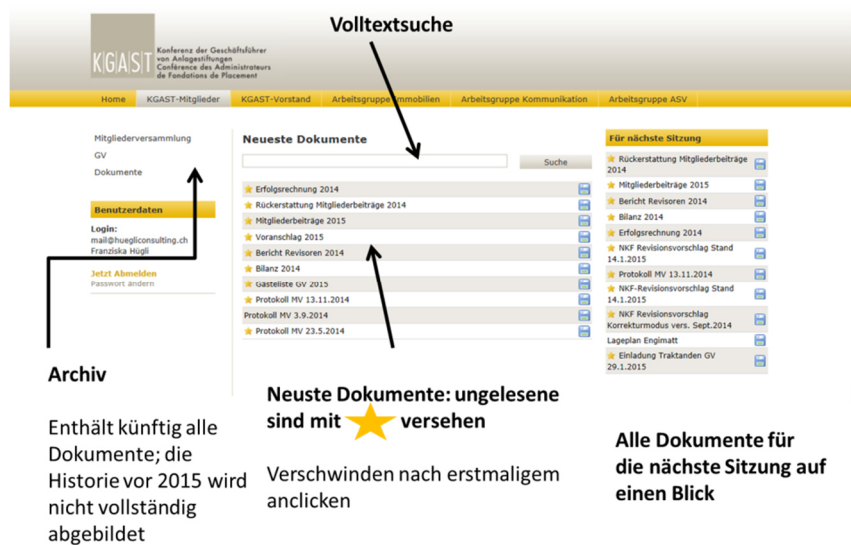 Volltextsuche
KGAST
Konferenz der Geschäftsführer
von Anlagestiftungen
Conférence des Administrateurs
de Fondations de Placement
Home KGAST-Mitglieder KGAST-Vorstand Arbeitsgruppe Immobilien Arbeitsgruppe Kommunikation Arbeitsgruppe ASV
Mitgliederversammlung
GV
Dokumente
Benutzerdaten
Login:
mail@huegliconsulting.ch
Franziska Hügli
Jetzt Abmelden
Passwort ändern
Neueste Dokumente
Suche
Erfolgsrechnung 2014
Rückerstattung Mitgliederbeiträge 2014
Mitgliederbeiträge 2015
Voranschlag 2015
Bericht Revisoren 2014
Bilanz 2014
Gästeliste GV 2015
Protokoll MV 13.11.2014
Protokoll MV 3.9.2014
Protokoll MV 23.5.2014
Für nächste Sitzung
Rückerstattung Mitgliederbeiträge
2014
Mitgliederbeiträge 2015
Bericht Revisoren 2014
Bilanz 2014
Erfolgsrechnung 2014
NKF Revisionsvorschlag Stand
14.1.2015
Protokoll MV 13.11.2014
NKF-Revisionsvorschlag Stand
14.1.2015
NKF Revisionsvorschlag
Korrekturmodus vers. Sept.2014
Lageplan Engimatt
Einladung Traktanden GV
29.1.2015
Archiv
Enthält künftig alle
Dokumente; die
Historie vor 2015 wird
nicht vollständig
abgebildet
Neuste Dokumente: ungelesene
sind mit versehen
Verschwinden nach erstmaligem
anclicken
Alle Dokumente für
die nächste Sitzung auf
einen Blick